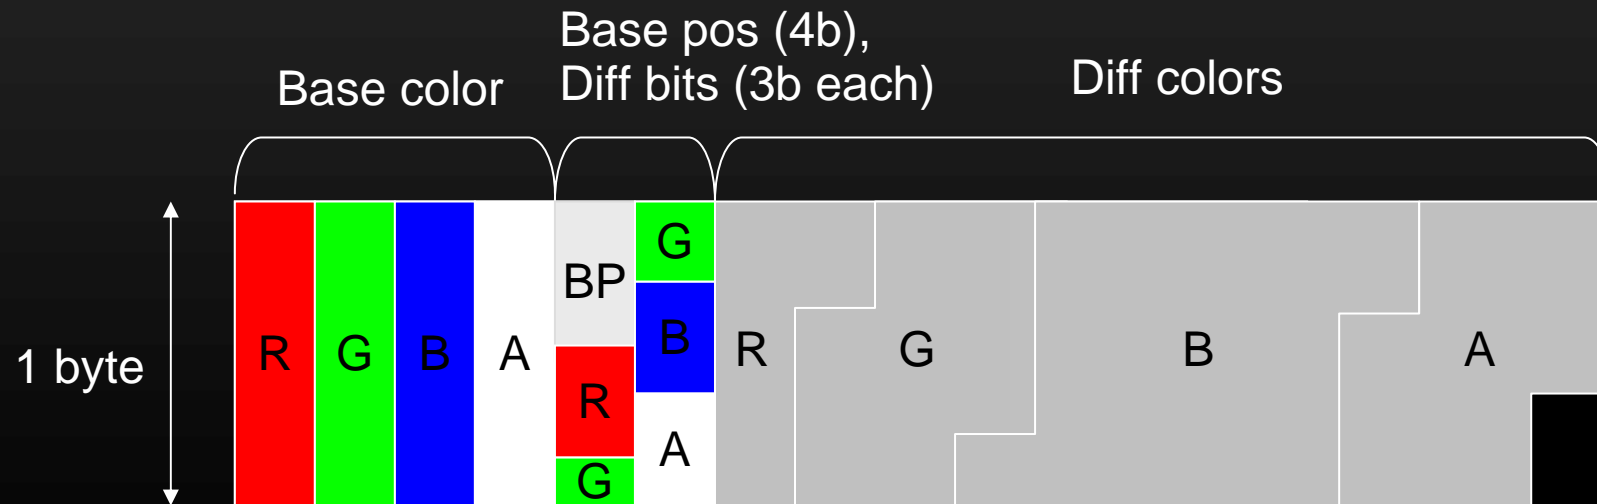 Base pos (4b),
Diff bits (3b each)
Base color
Diff colors
1 byte
R G B A
BP
R
G
G
B
A
R G B A